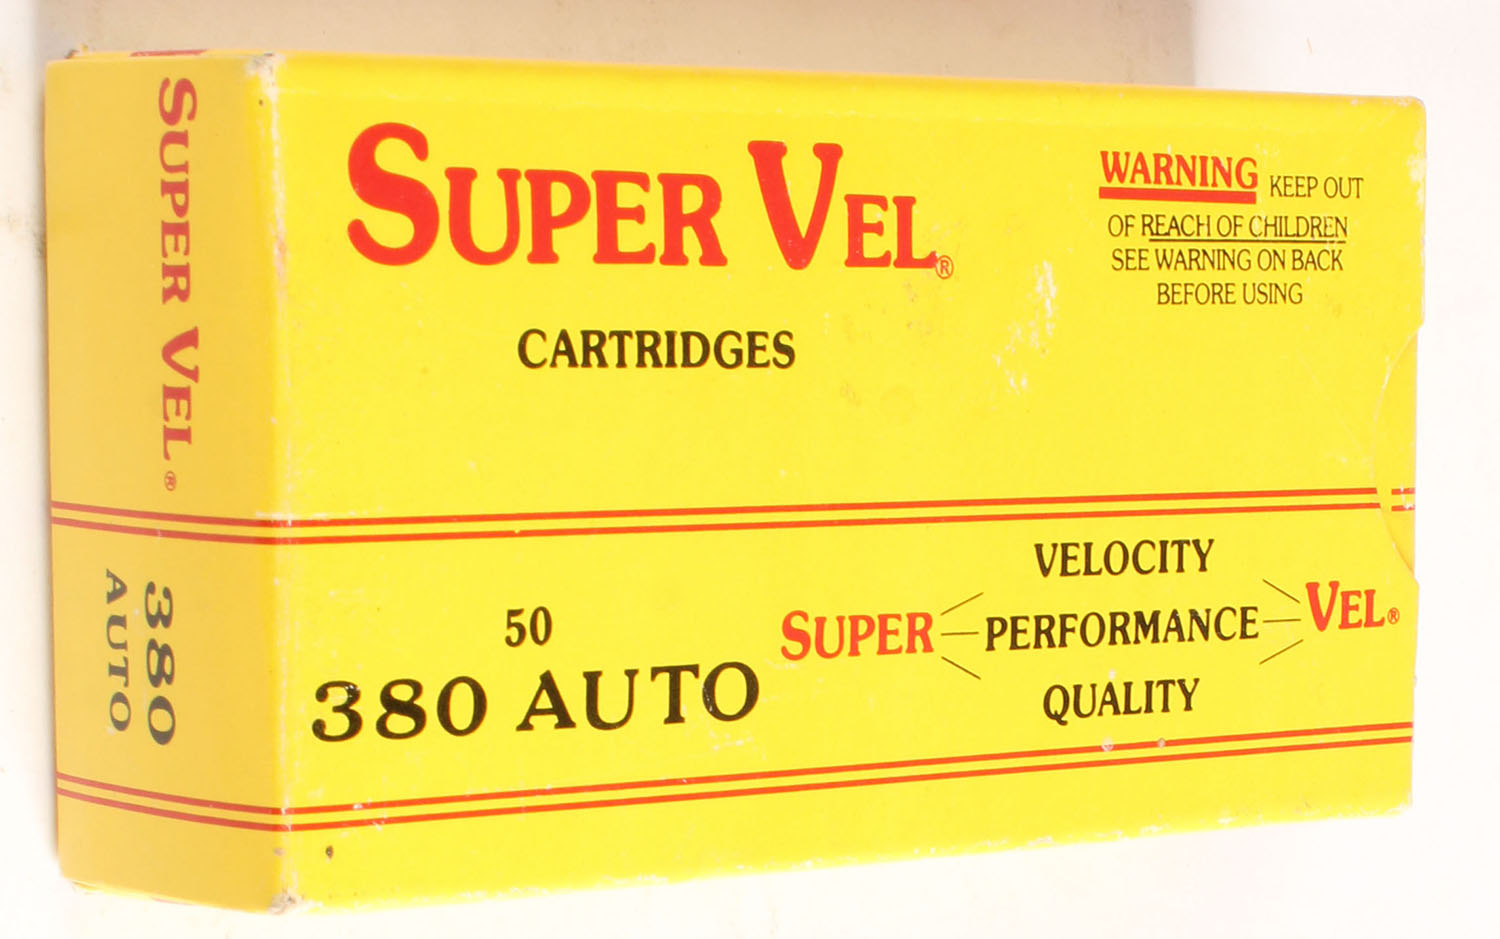 SUPER VEL®
380
AUTO
SUPER VEL®
CARTRIDGES
WARNING KEEP OUT
OF REACH OF CHILDREN
SEE WARNING ON BACK
BEFORE USING
50
380 AUTO
VELOCITY
SUPER PERFORMANCE VEL®
QUALITY